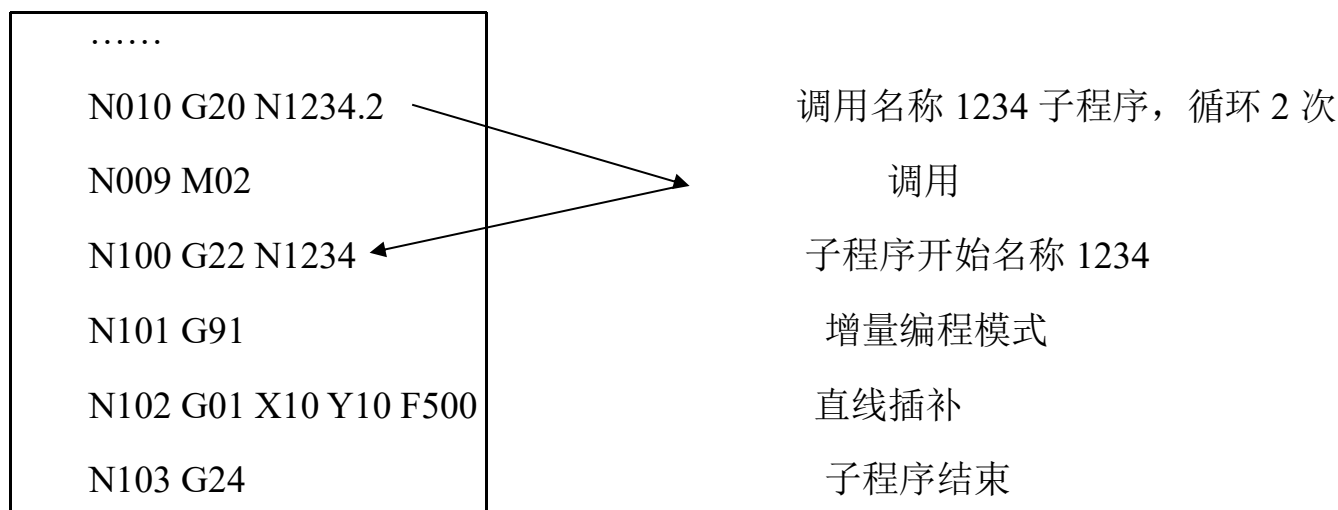 ……
N010 G20 N1234.2 调用名称 1234 子程序，循环 2 次
N009 M02 调用
N100 G22 N1234 子程序开始名称 1234
N101 G91 增量编程模式
N102 G01 X10 Y10 F500 直线插补
N103 G24 子程序结束